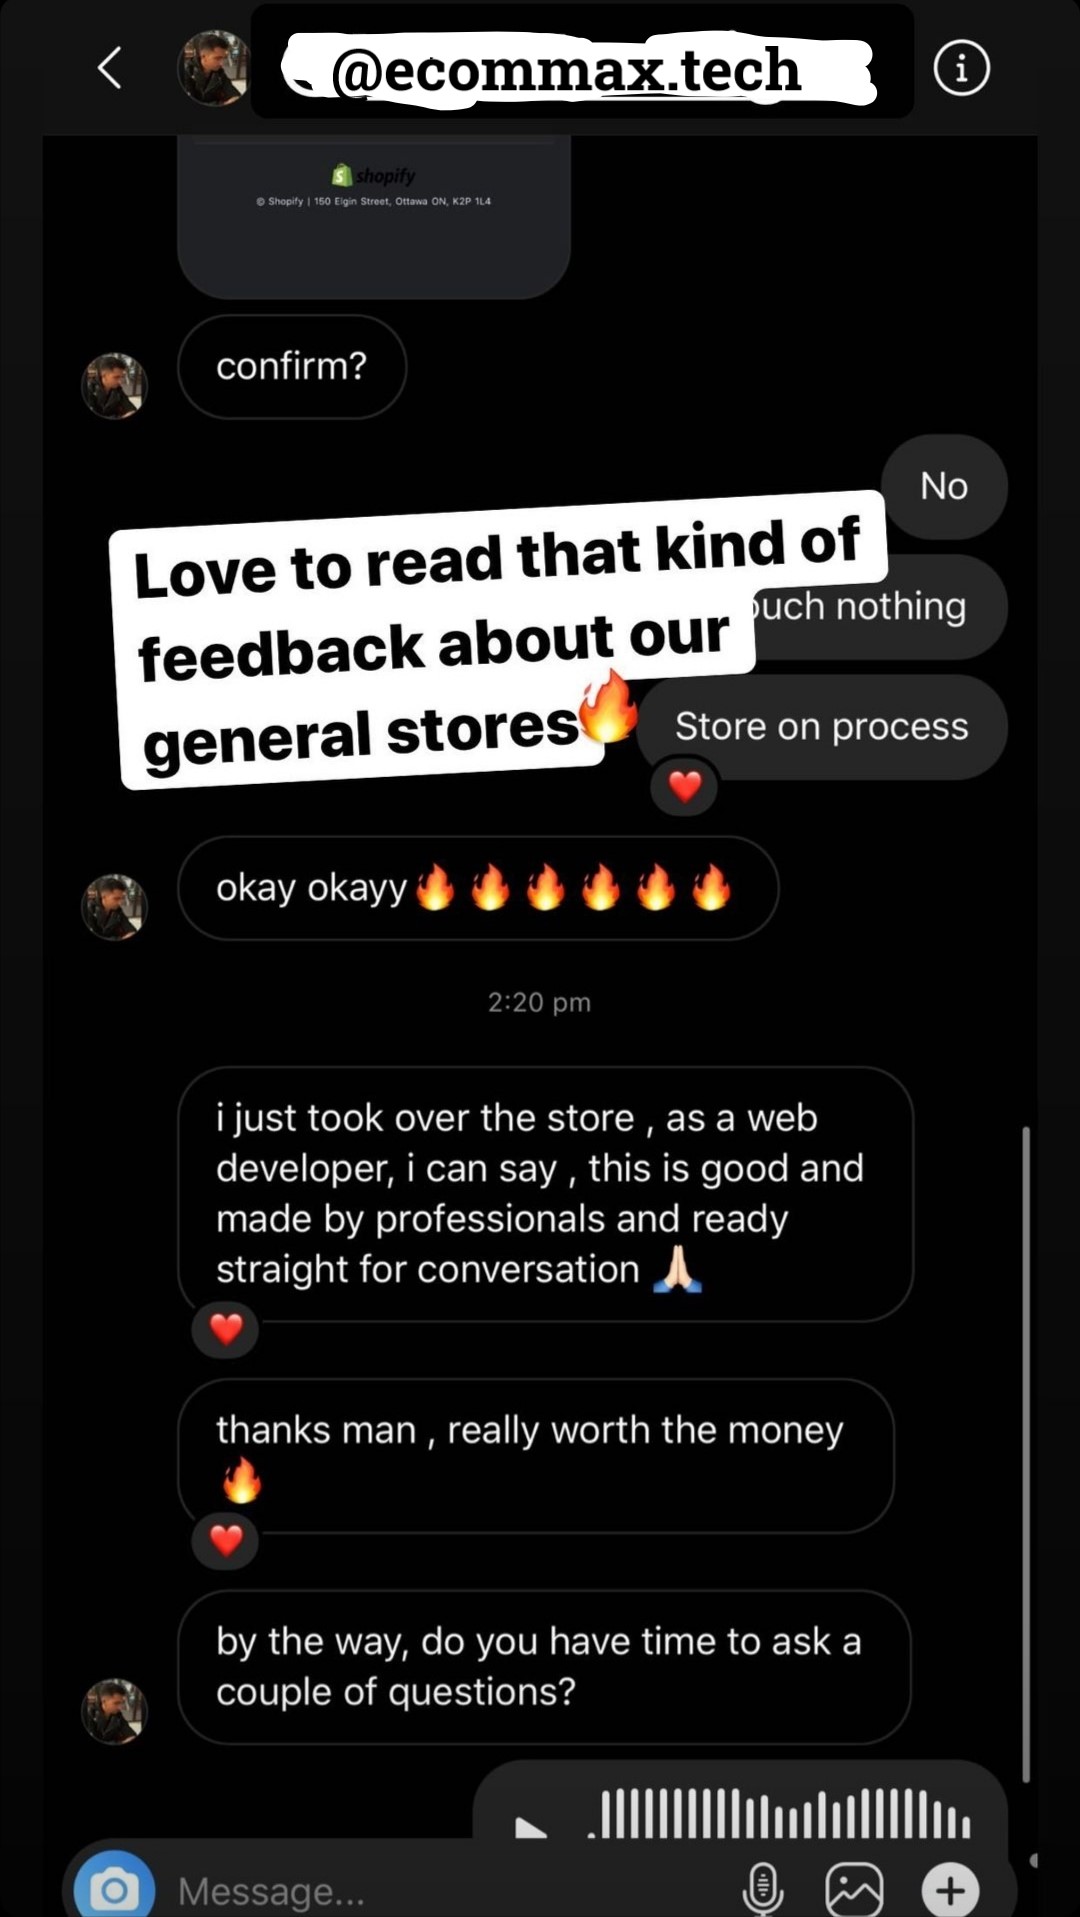 @ecommax.tech
shopify
© Shopify | 150 Elgin Street, Ottawa ON, K2P 1L4
confirm?
No
Love to read that kind of
feedback about our
general stores🔥
nothing
Store on process
okay okayy🔥🔥🔥🔥🔥🔥
2:20 pm
i just took over the store , as a web
developer, i can say , this is good and
made by professionals and ready
straight for conversation 🙏🏻
thanks man , really worth the money
🔥
by the way, do you have time to ask a
couple of questions?
Message...